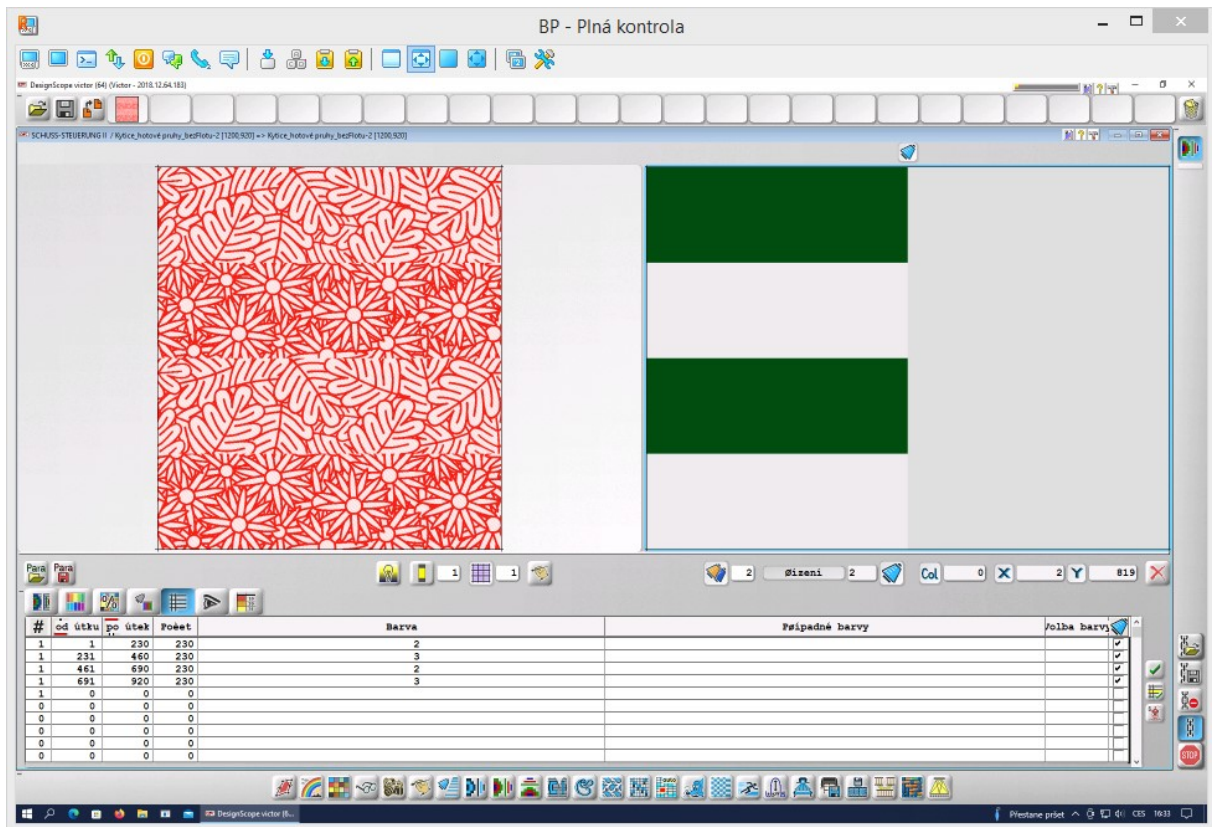 BP - Plná kontrola
DesignScope victor (64) (Victor - 2018.12.64.183)
SCHUSS-STEUERUNG II / Kytice_hotové pruhy_bezFlotu-2 [1200,920] => Kytice_hotové pruhy_bezFlotu-2 [1200,920]
Para Para 1 1 2 Øizení 2 Col 0 X 2 Y 819
# od útku po útek Poèet Barva Pøípadné barvy Volba barvy
1 1 230 230 2
1 231 460 230 3
1 461 690 230 2
1 691 920 230 3
1 0 0 0
0 0 0 0
0 0 0 0
0 0 0 0
0 0 0 0
0 0 0 0
STOP
DesignScope victor (6...
Přestane pršet CES 16:33